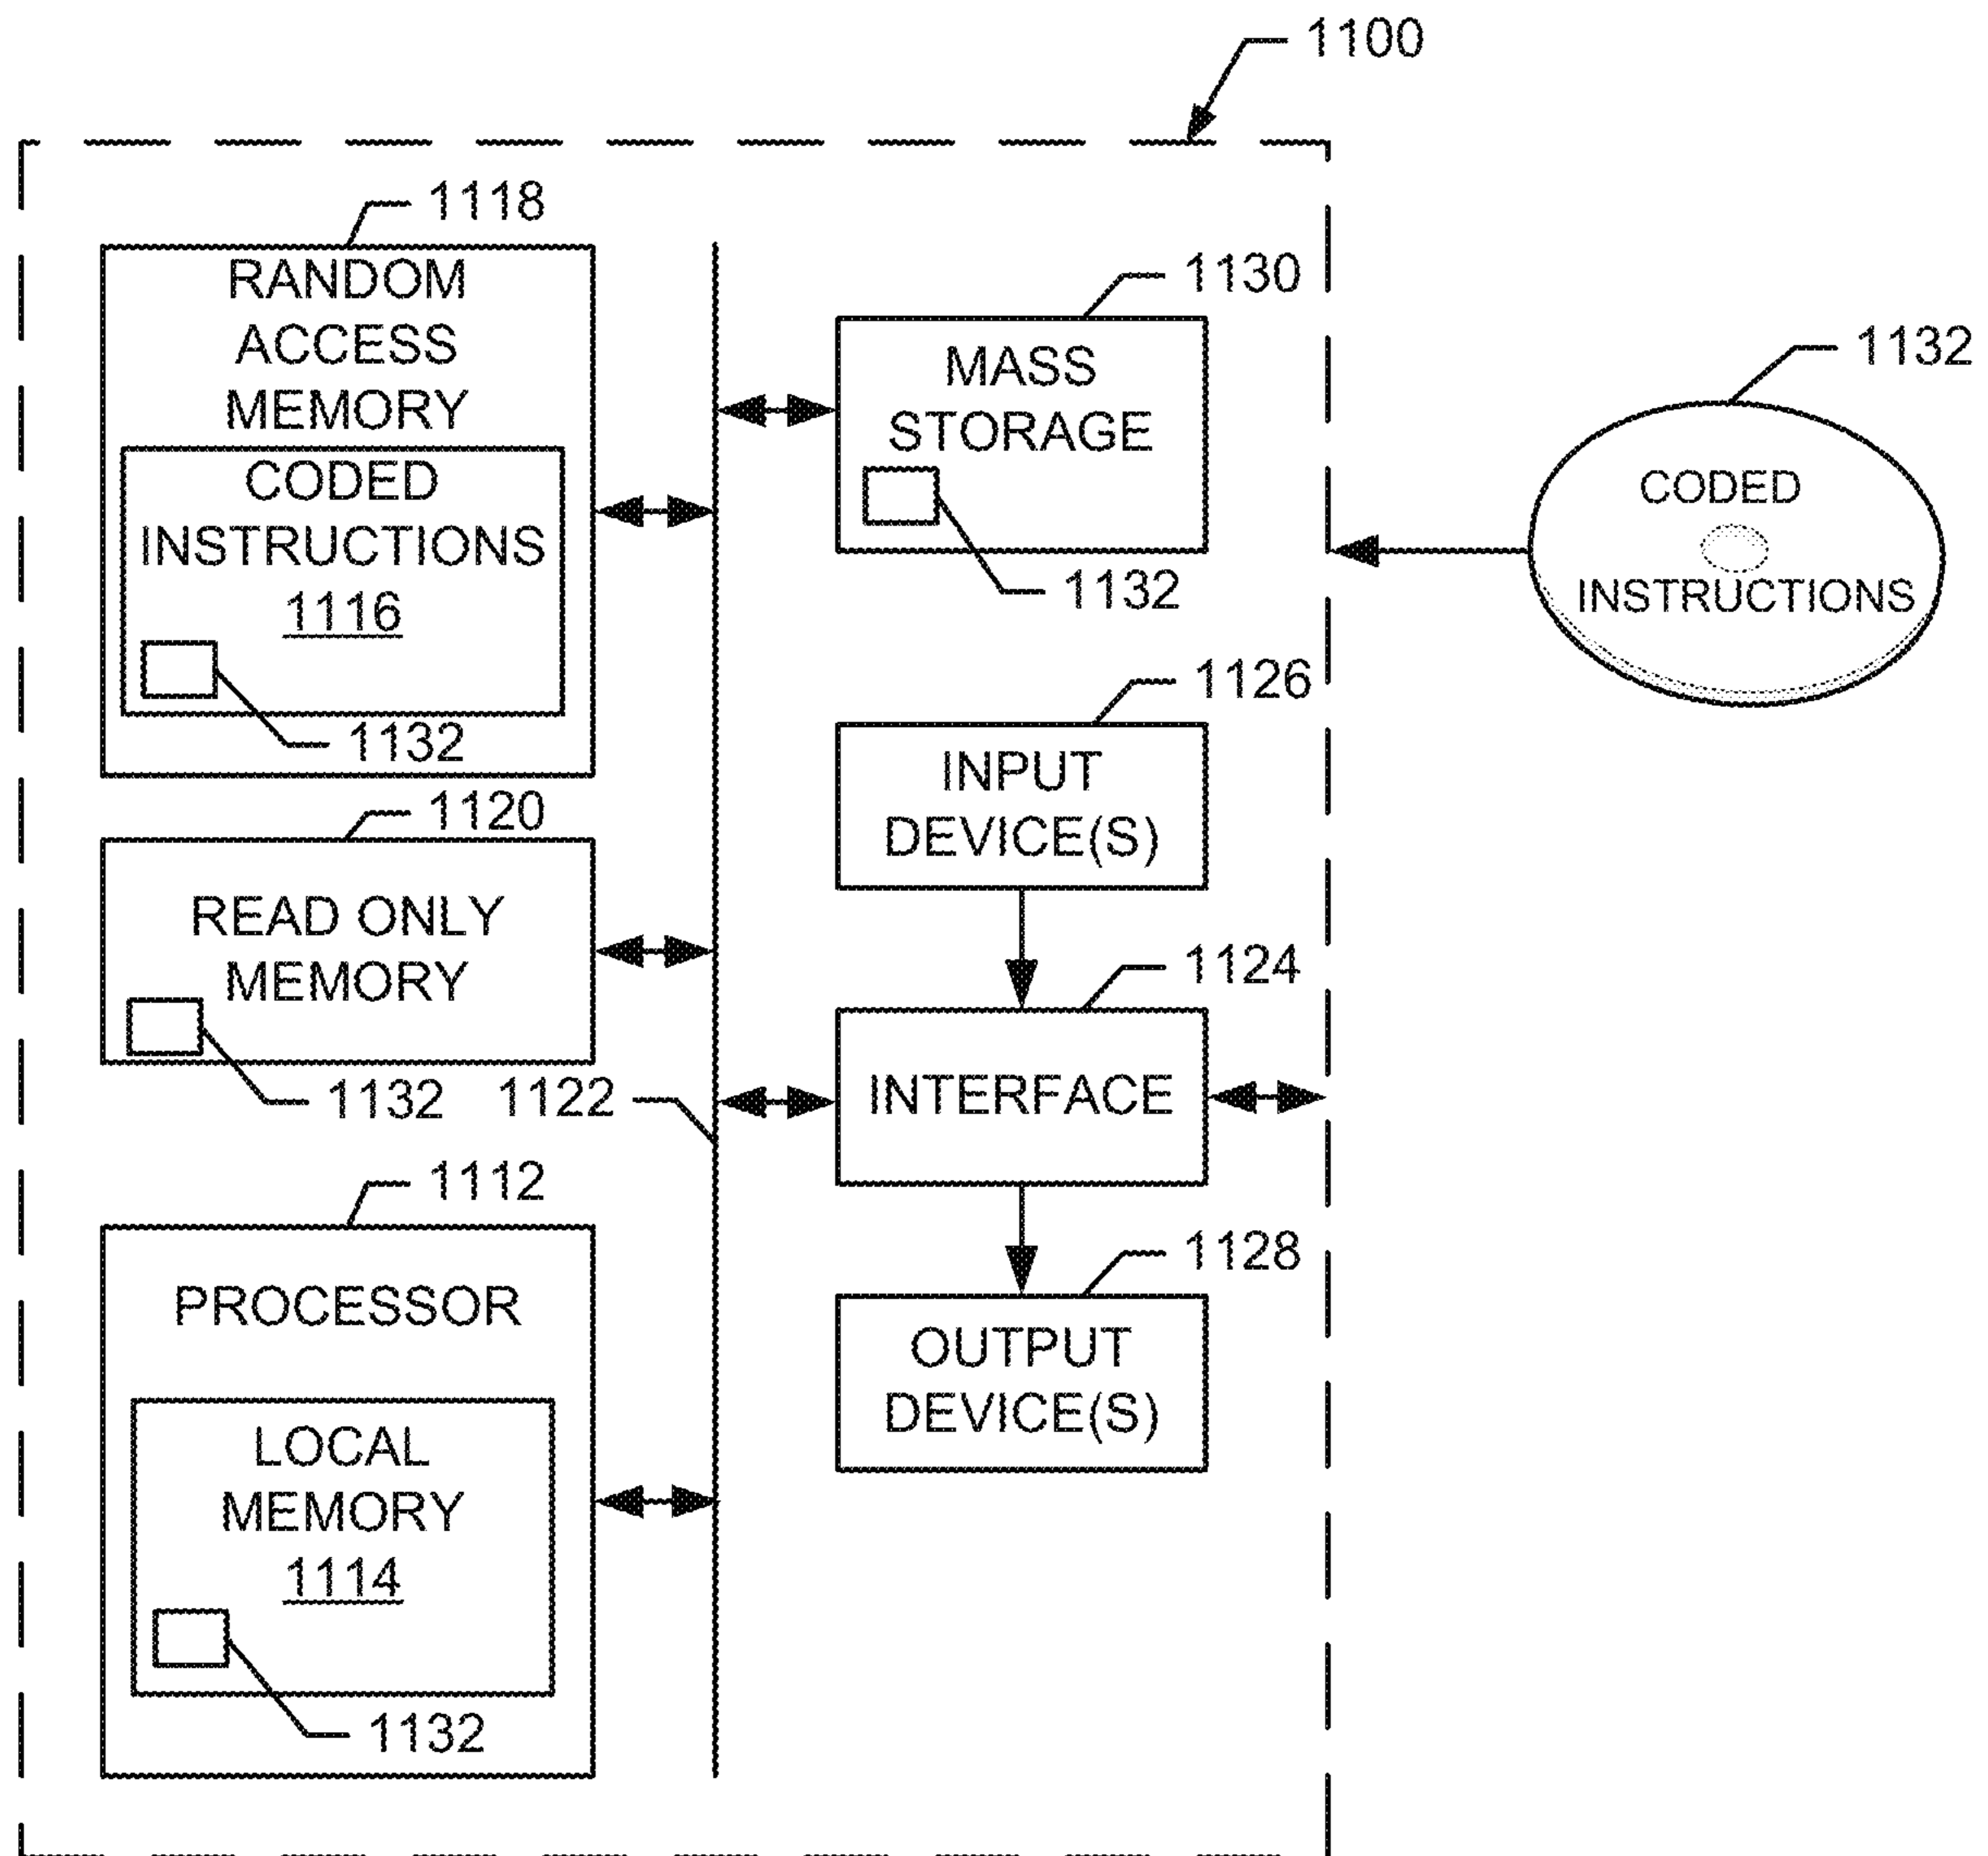 1100
1118
RANDOM
ACCESS
MEMORY
CODED
INSTRUCTIONS
1116
1132
1130
MASS
STORAGE
1132
1132
CODED
INSTRUCTIONS
1126
INPUT
DEVICE(S)
1120
READ ONLY
MEMORY
1132
1122
1124
INTERFACE
1112
PROCESSOR
LOCAL
MEMORY
1114
1132
1128
OUTPUT
DEVICE(S)